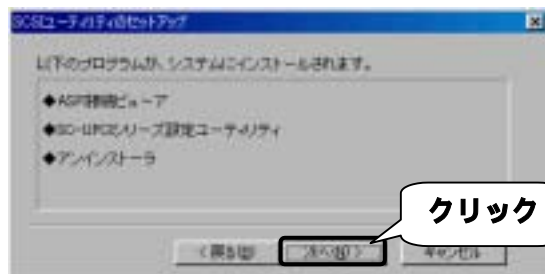 SCSIユーティリティのセットアップ
以下のプログラムが、システムにインストールされます。
◆ASPI接続ビューア
◆SC-UPCIシリーズ設定ユーティリティ
◆アンインストーラ
クリック
< 戻る(B)
次へ(N) >
キャンセル